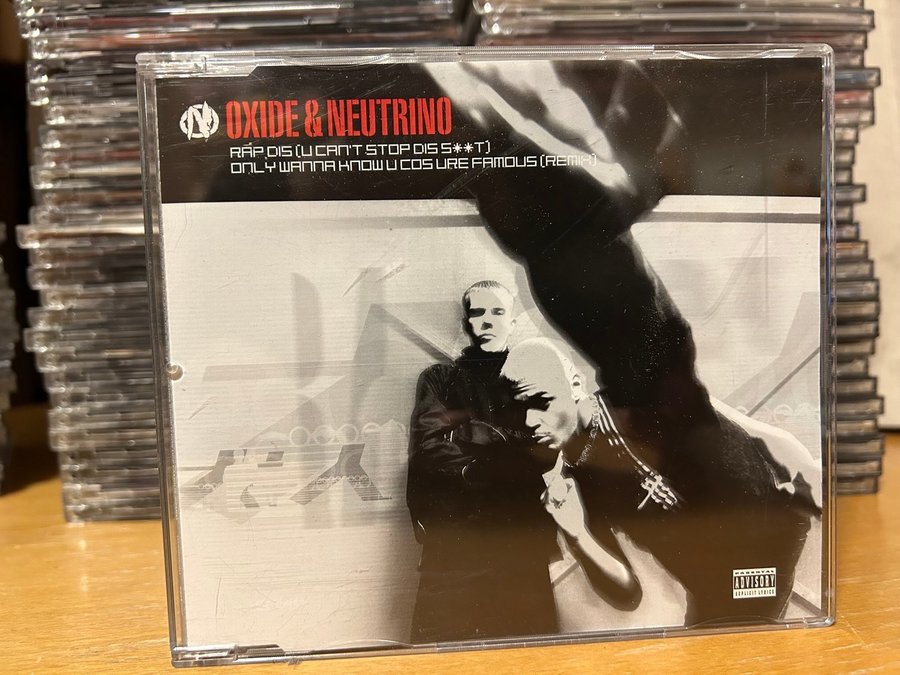 OXIDE & NEUTRINO
RAP DIS (U CAN'T STOP DIS S**T)
ONLY WANNA KNOW U COS URE FAMOUS (REMIX)
PARENTAL
ADVISORY
EXPLICIT LYRICS